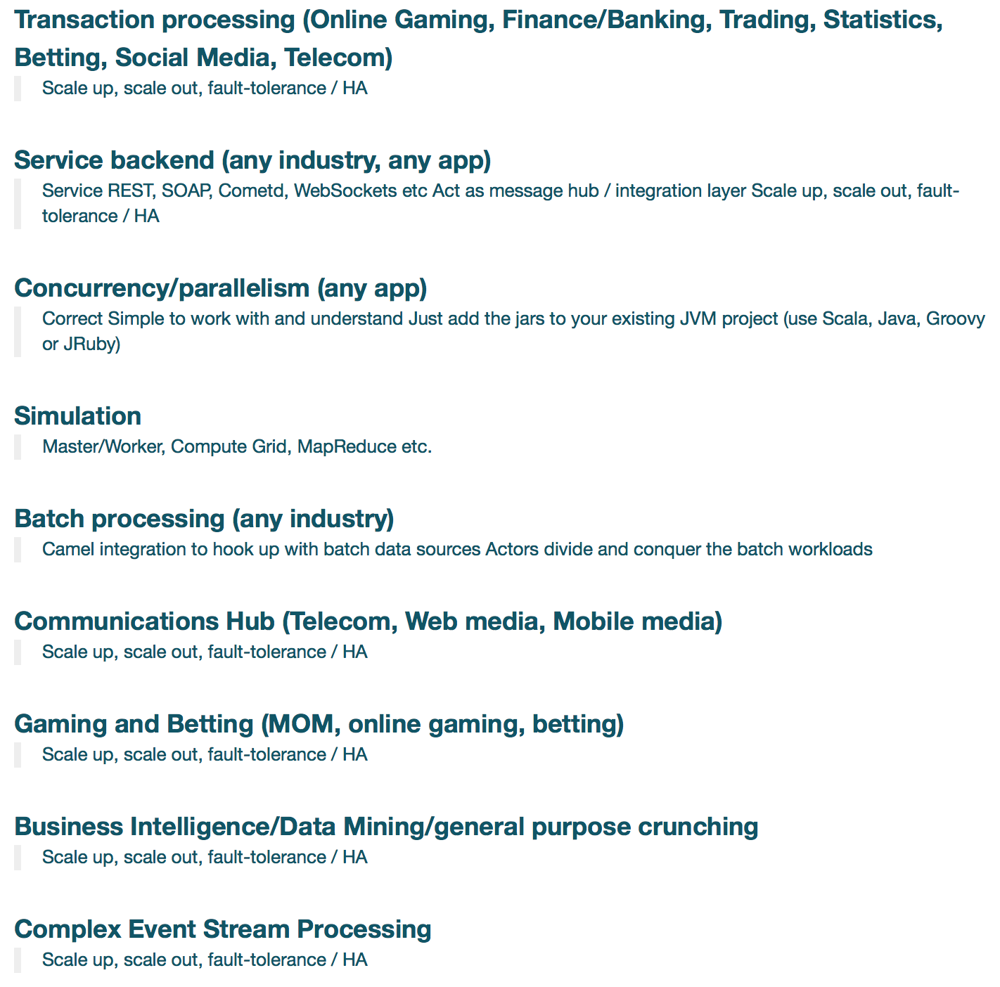 Transaction processing (Online Gaming, Finance/Banking, Trading, Statistics,
Betting, Social Media, Telecom)
Scale up, scale out, fault-tolerance / HA
Service backend (any industry, any app)
Service REST, SOAP, Cometd, WebSockets etc Act as message hub / integration layer Scale up, scale out, fault-
tolerance / HA
Concurrency/parallelism (any app)
Correct Simple to work with and understand Just add the jars to your existing JVM project (use Scala, Java, Groovy
or JRuby)
Simulation
Master/Worker, Compute Grid, MapReduce etc.
Batch processing (any industry)
Camel integration to hook up with batch data sources Actors divide and conquer the batch workloads
Communications Hub (Telecom, Web media, Mobile media)
Scale up, scale out, fault-tolerance / HA
Gaming and Betting (MOM, online gaming, betting)
Scale up, scale out, fault-tolerance / HA
Business Intelligence/Data Mining/general purpose crunching
Scale up, scale out, fault-tolerance / HA
Complex Event Stream Processing
Scale up, scale out, fault-tolerance / HA